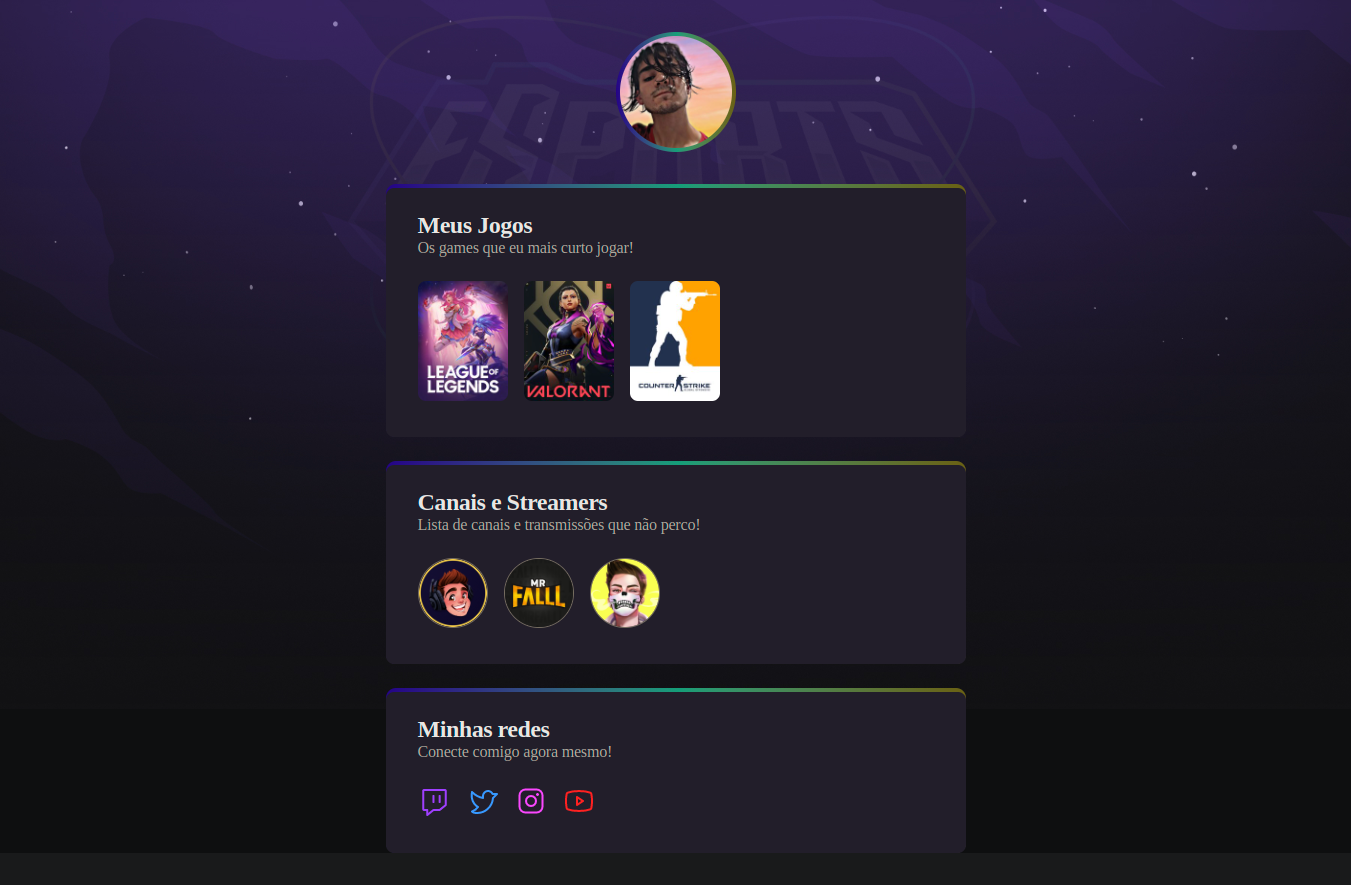 ESPORTS
Meus Jogos
Os games que eu mais curto jogar!
LEAGUE OF
LEGENDS
VALORANT
COUNTER STRIKE
Canais e Streamers
Lista de canais e transmissões que não perco!
MR
FALLL
Minhas redes
Conecte comigo agora mesmo!